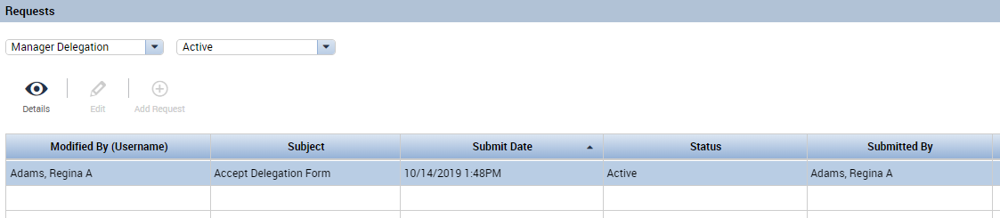 Requests
Manager Delegation Active
Details Edit Add Request
Modified By (Username) Subject Submit Date Status Submitted By
Adams, Regina A Accept Delegation Form 10/14/2019 1:48PM Active Adams, Regina A